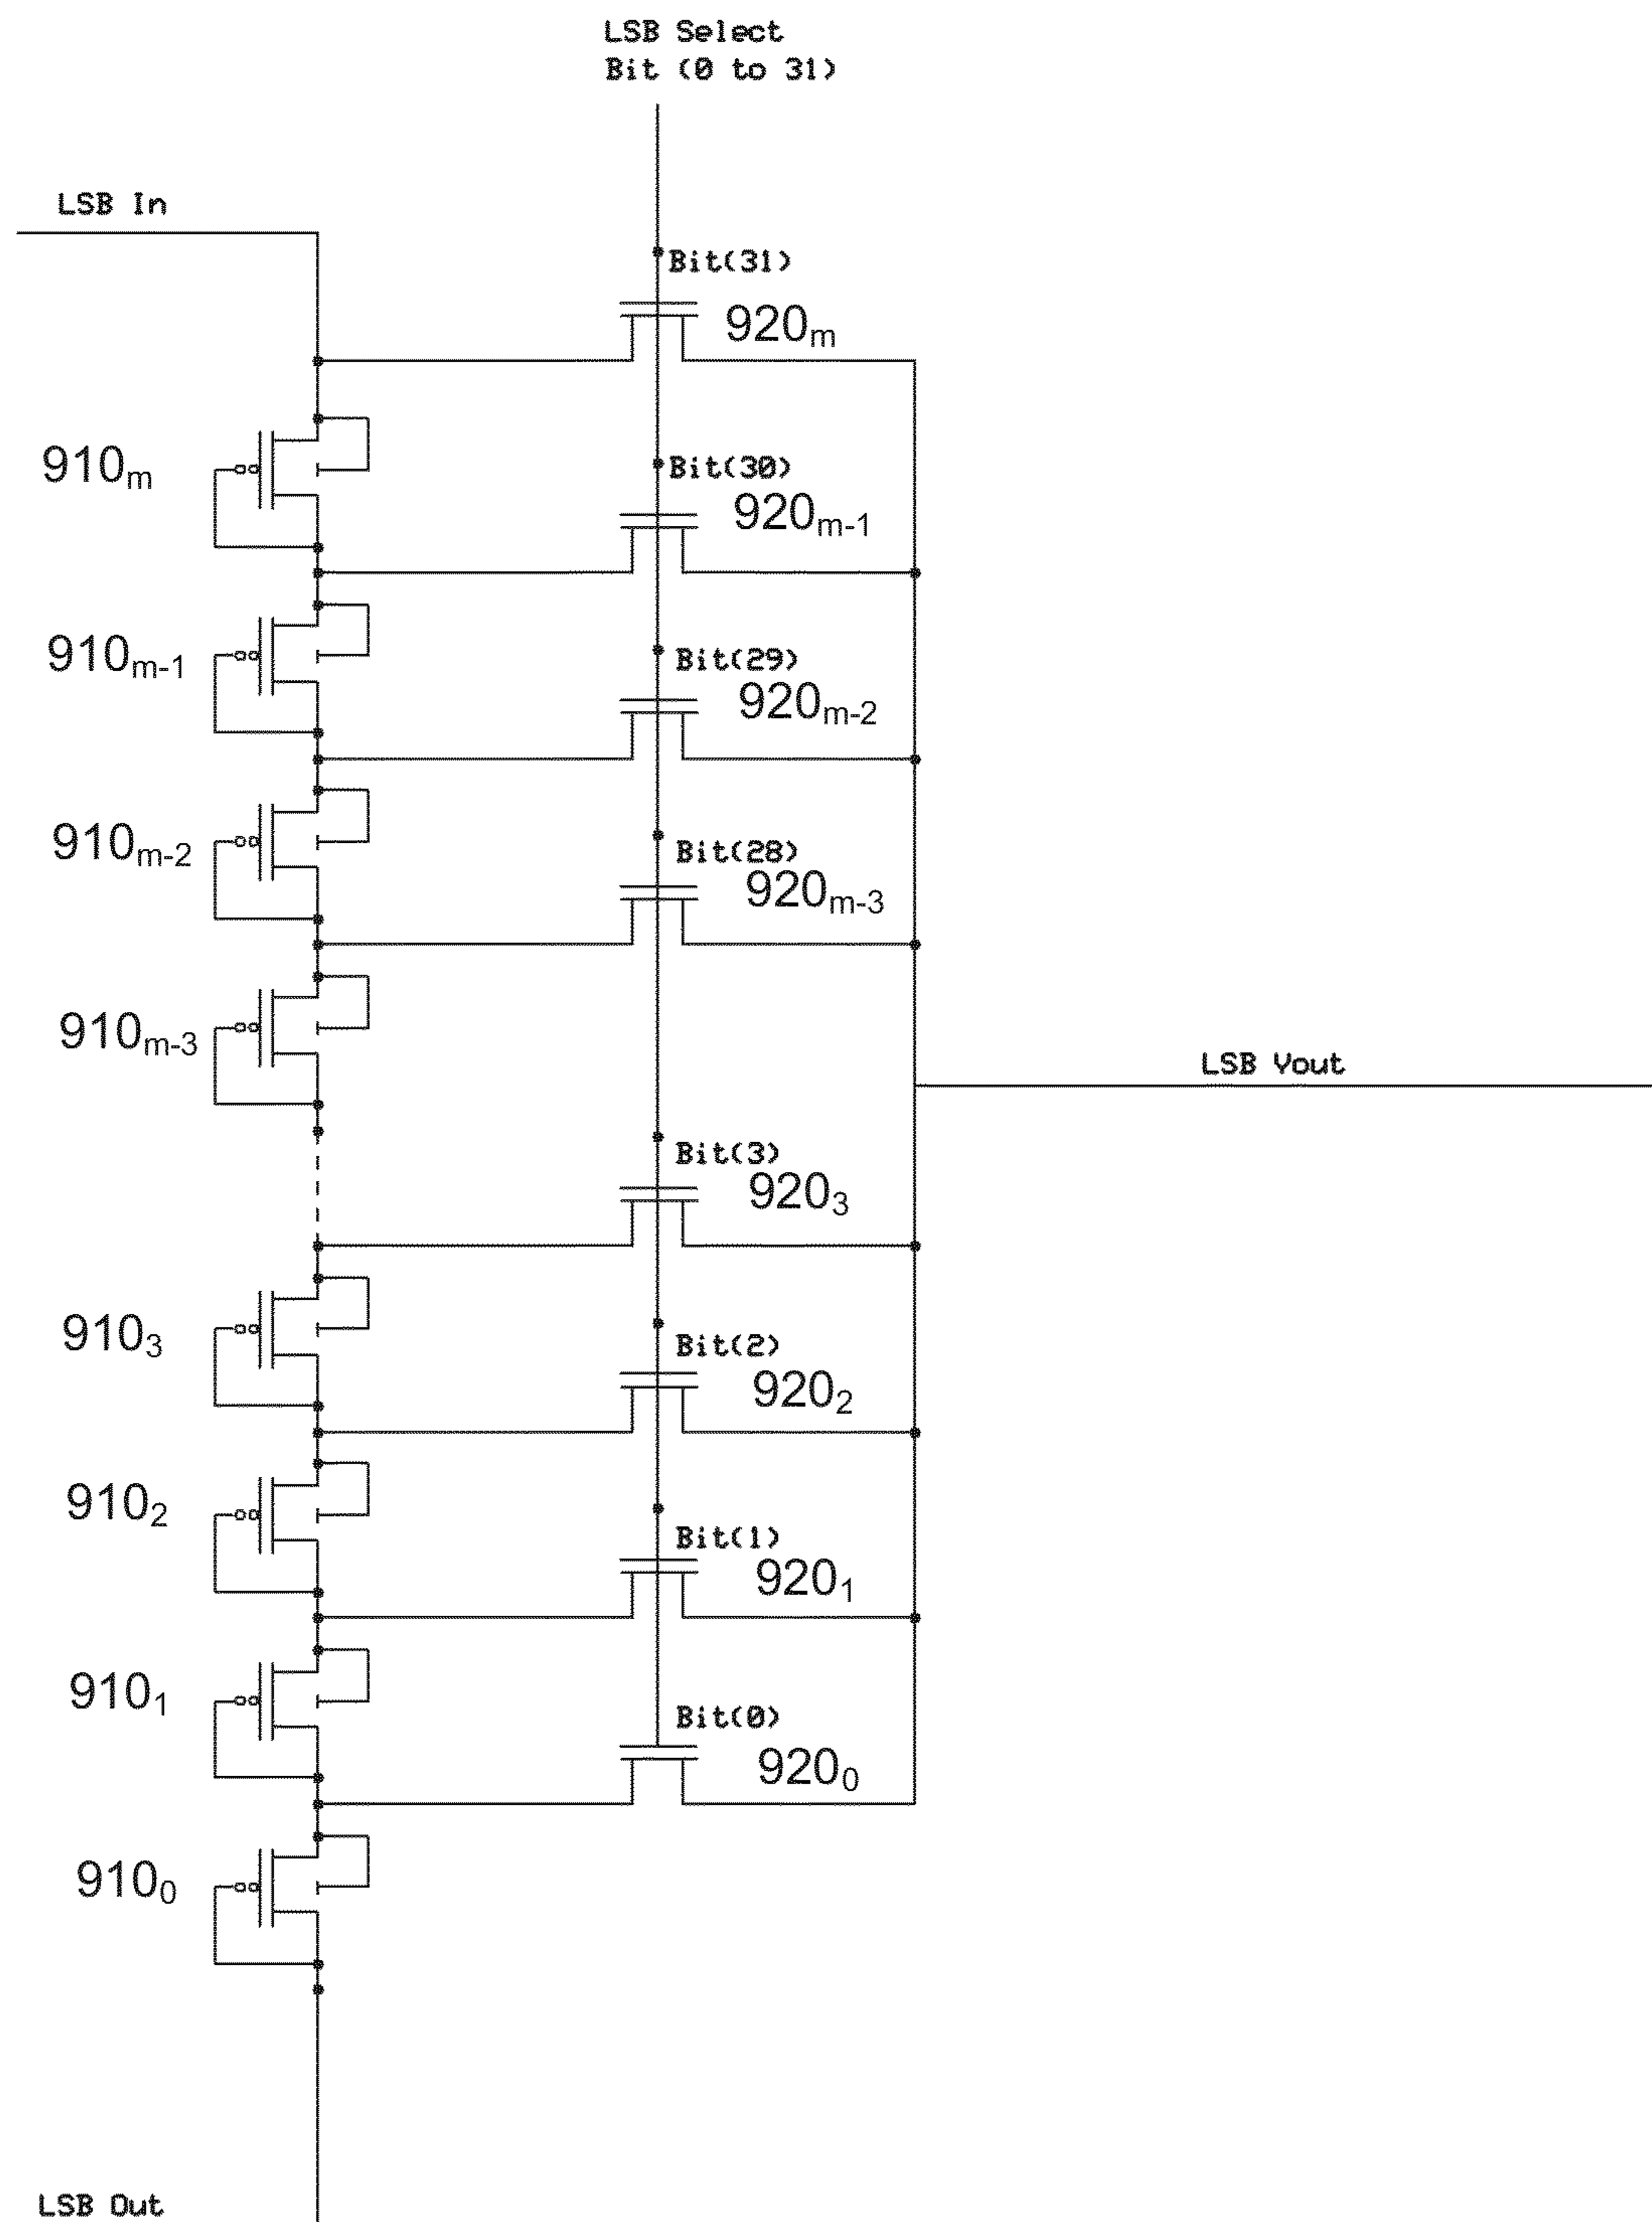 LSB Select
Bit (0 to 31)
LSB In
Bit(31)
920m
910m
Bit(30)
920m-1
910m-1
Bit(29)
920m-2
910m-2
Bit(28)
920m-3
910m-3
LSB Vout
Bit(3)
9203
9103
Bit(2)
9202
9102
Bit(1)
9201
9101
Bit(0)
9200
9100
LSB Out